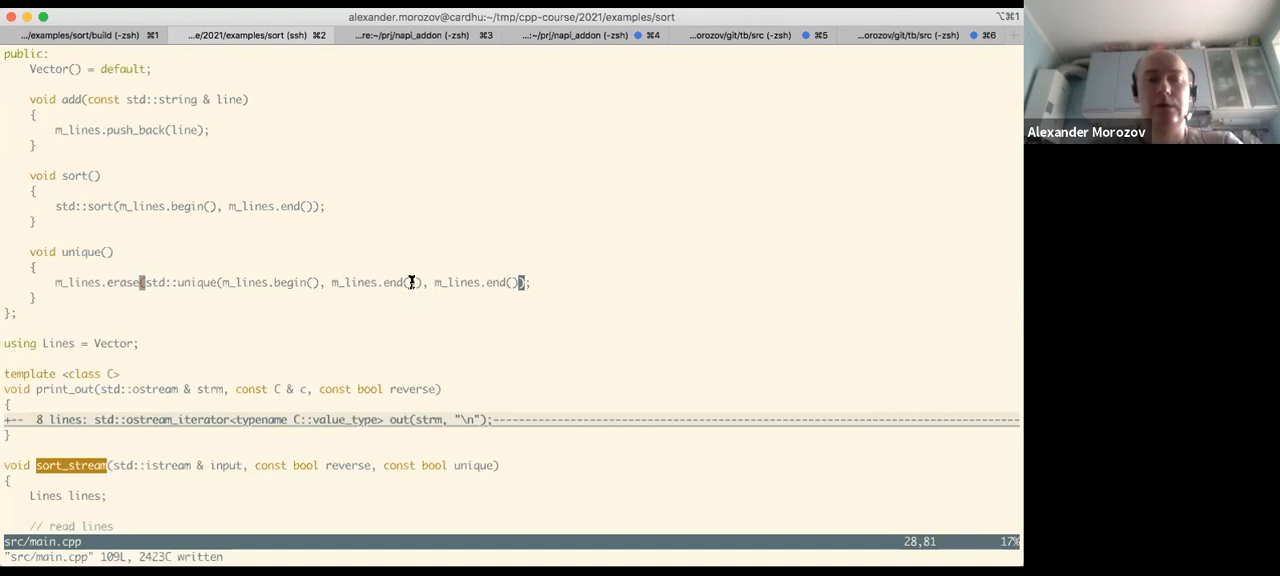 alexander.morozov@cardhu:~/tmp/cpp-course/2021/examples/sort
⌥⌘1
.../examples/sort/build (-zsh) ⌘1 ...e/2021/examples/sort (ssh) ⌘2 ...re:~/prj/napi_addon ⌘3 ...:~/prj/napi_addon (-zsh) ⌘4 ...orozov/git/tb/src (-zsh) ⌘5 ...orozov/git/tb/src (-zsh) ⌘6
public:
Vector() = default;
void add(const std::string & line)
{
m_lines.push_back(line);
}
void sort()
{
std::sort(m_lines.begin(), m_lines.end());
}
void unique()
{
m_lines.erase(std::unique(m_lines.begin(), m_lines.end()), m_lines.end());
}
};
using Lines = Vector;
template <class C>
void print_out(std::ostream & strm, const C & c, const bool reverse)
{
+-- 8 lines: std::ostream_iterator<typename C::value_type> out(strm, "\n");
}
void sort_stream(std::istream & input, const bool reverse, const bool unique)
{
Lines lines;
// read lines
src/main.cpp 28,81 17%
"src/main.cpp" 109L, 2423C written
Alexander Morozov